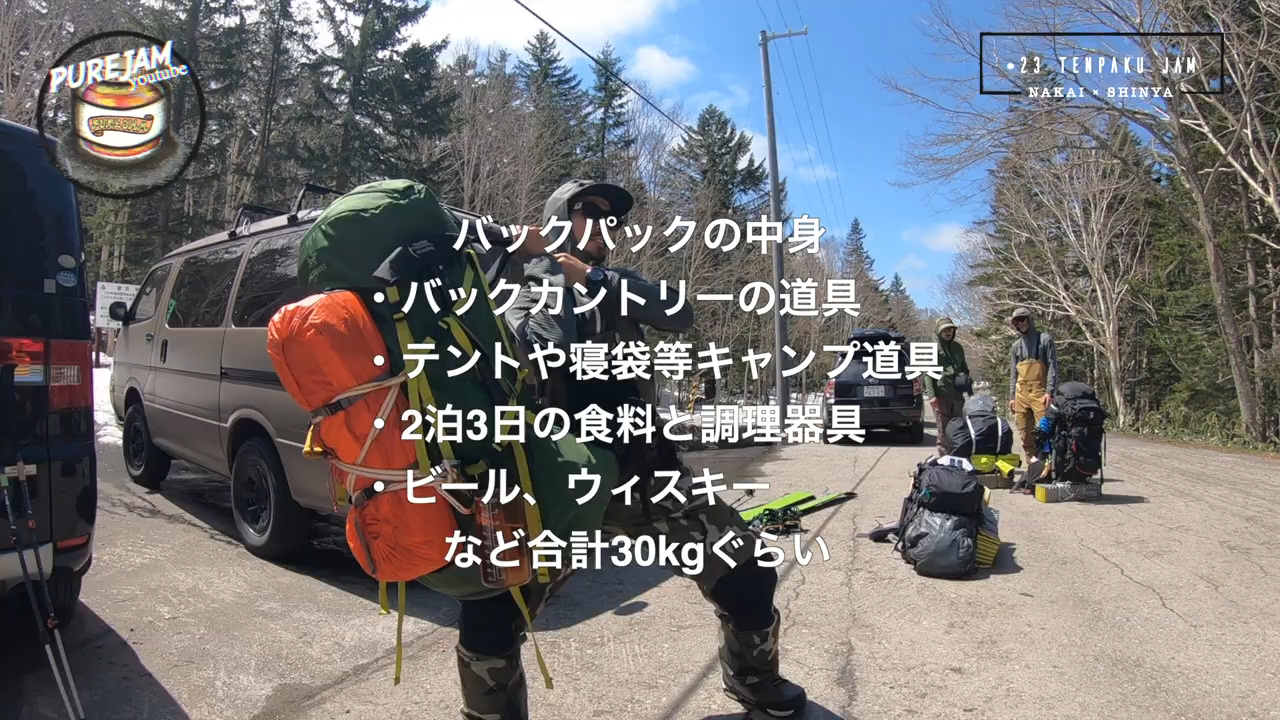 PUREJAM
youtube
#23 TENPAKU JAM
NAKAI × SHINYA
バックパックの中身
・バックカントリーの道具
・テントや寝袋等キャンプ道具
・2泊3日の食料と調理器具
・ビール、ウィスキー
など合計30kgぐらい